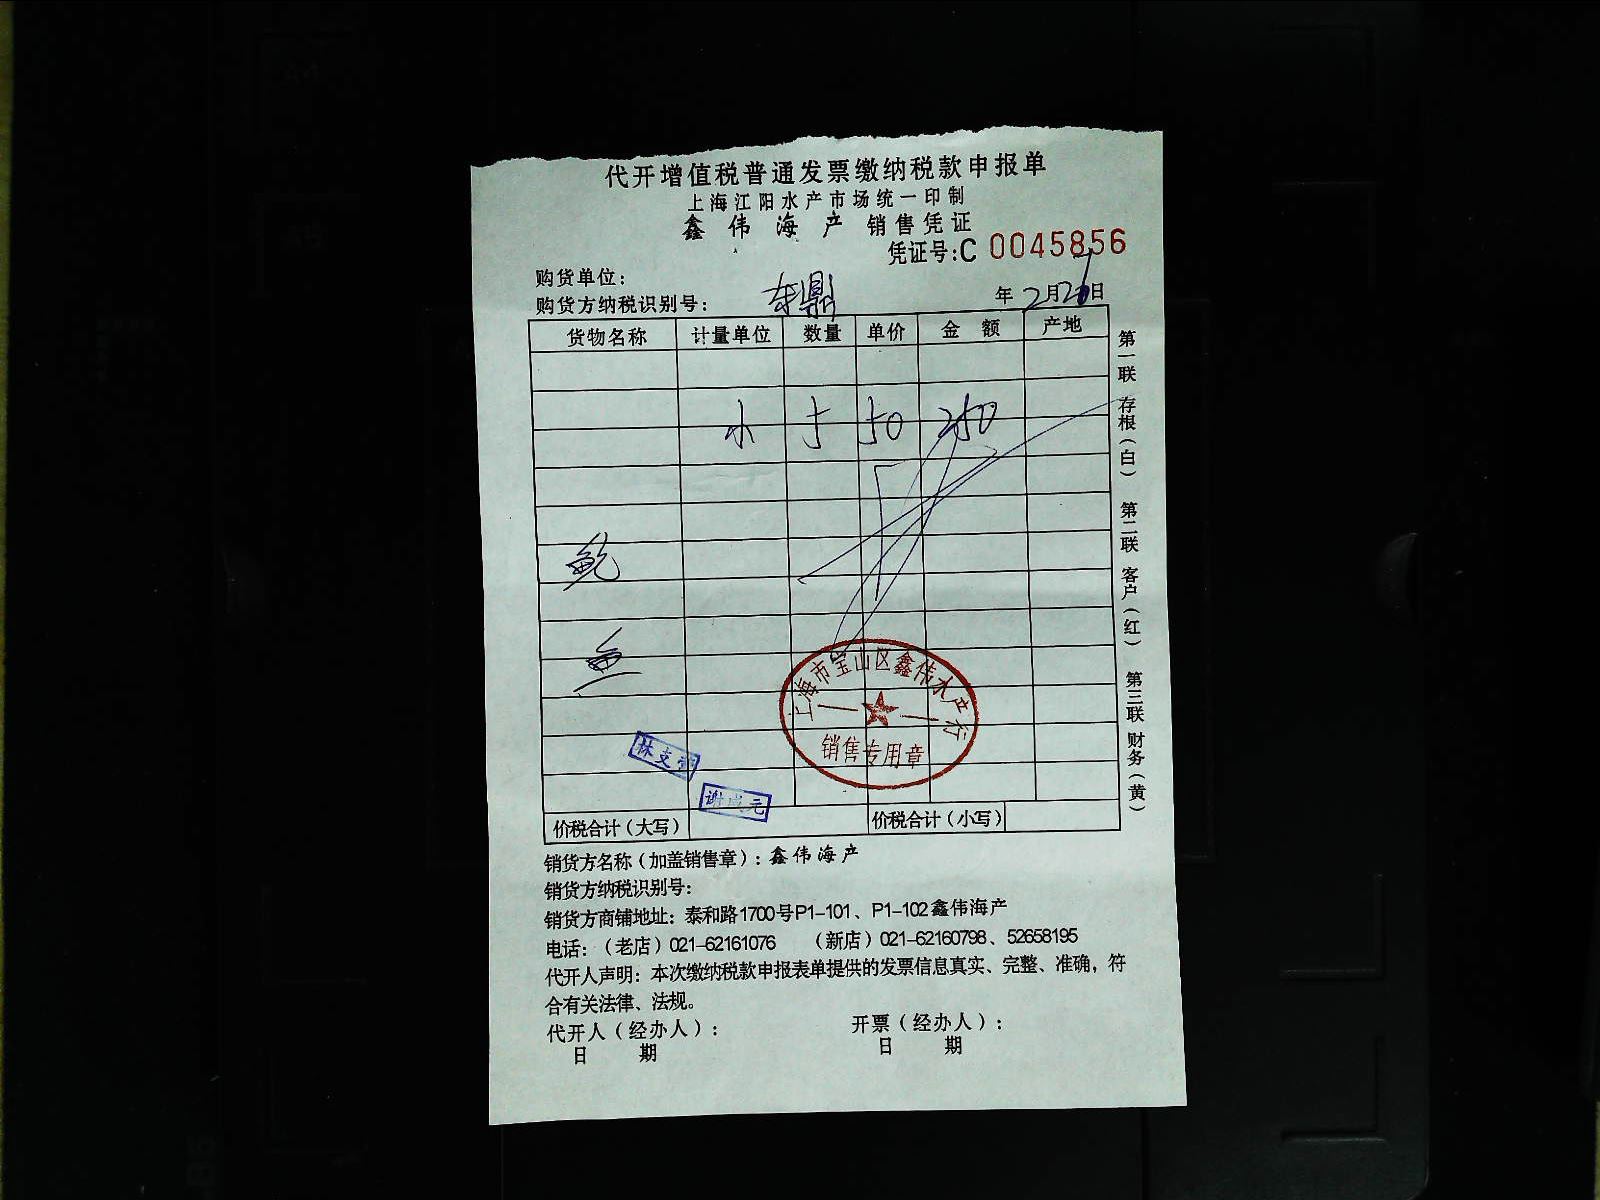 代开增值税普通发票缴纳税款申报单
上海江阳水产市场统一印制
鑫伟海产 销售凭证
凭证号:C 0045856
购货单位:
购货方纳税识别号: 年2月 日
货物名称 计量单位 数量 单价 金额 产地
小 5 50 250
鲍
鱼
上海市宝山区鑫伟水产行
销售专用章
价税合计(大写) 价税合计(小写)
销货方名称(加盖销售章):鑫伟海产
销货方纳税识别号:
销货方商铺地址:泰和路1700号P1-101、P1-102鑫伟海产
电话:(老店)021-62161076 (新店)021-62160798、52658195
代开人声明:本次缴纳税款申报表单提供的发票信息真实、完整、准确,符
合有关法律、法规。
代开人(经办人): 开票(经办人):
日 期 日 期
第一联 存根(白) 第二联 客户(红) 第三联 财务(黄)